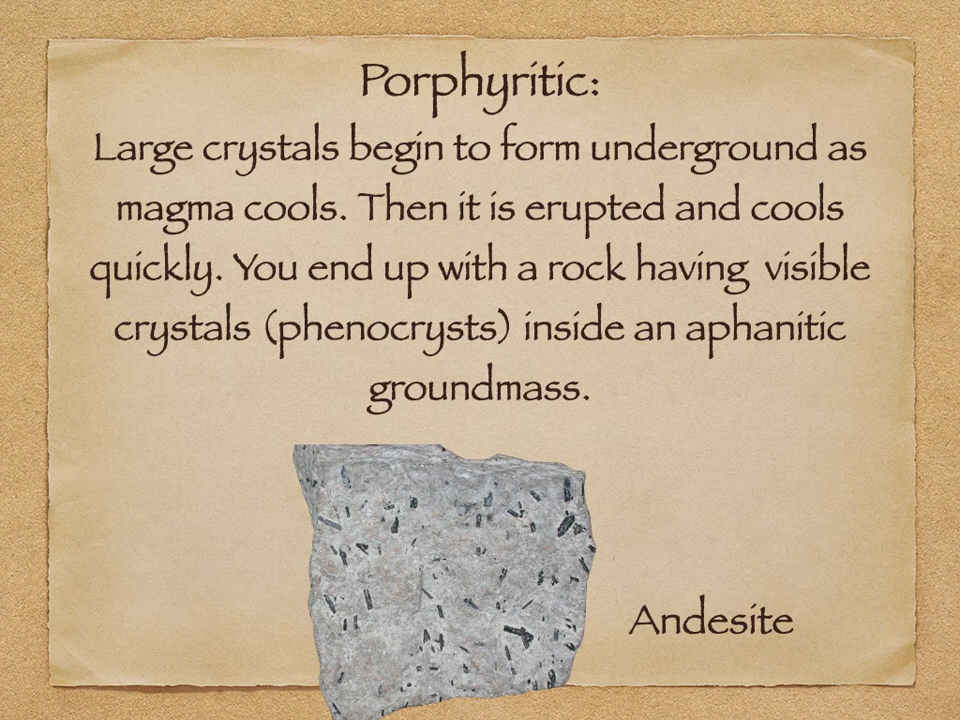 Porphyritic:
Large crystals begin to form underground as
magma cools. Then it is erupted and cools
quickly. You end up with a rock having visible
crystals (phenocrysts) inside an aphanitic
groundmass.
Andesite